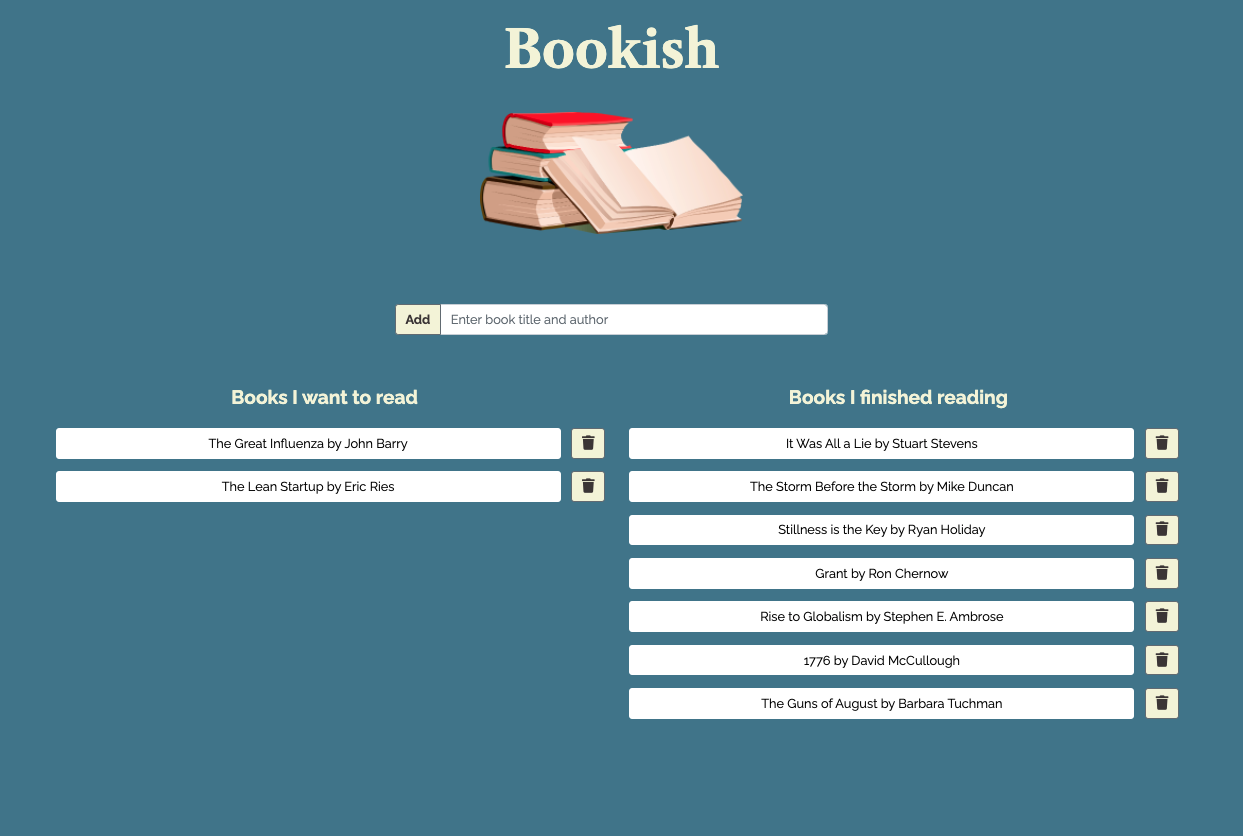 Bookish
Add
Enter book title and author
Books I want to read
The Great Influenza by John Barry
The Lean Startup by Eric Ries
Books I finished reading
It Was All a Lie by Stuart Stevens
The Storm Before the Storm by Mike Duncan
Stillness is the Key by Ryan Holiday
Grant by Ron Chernow
Rise to Globalism by Stephen E. Ambrose
1776 by David McCullough
The Guns of August by Barbara Tuchman